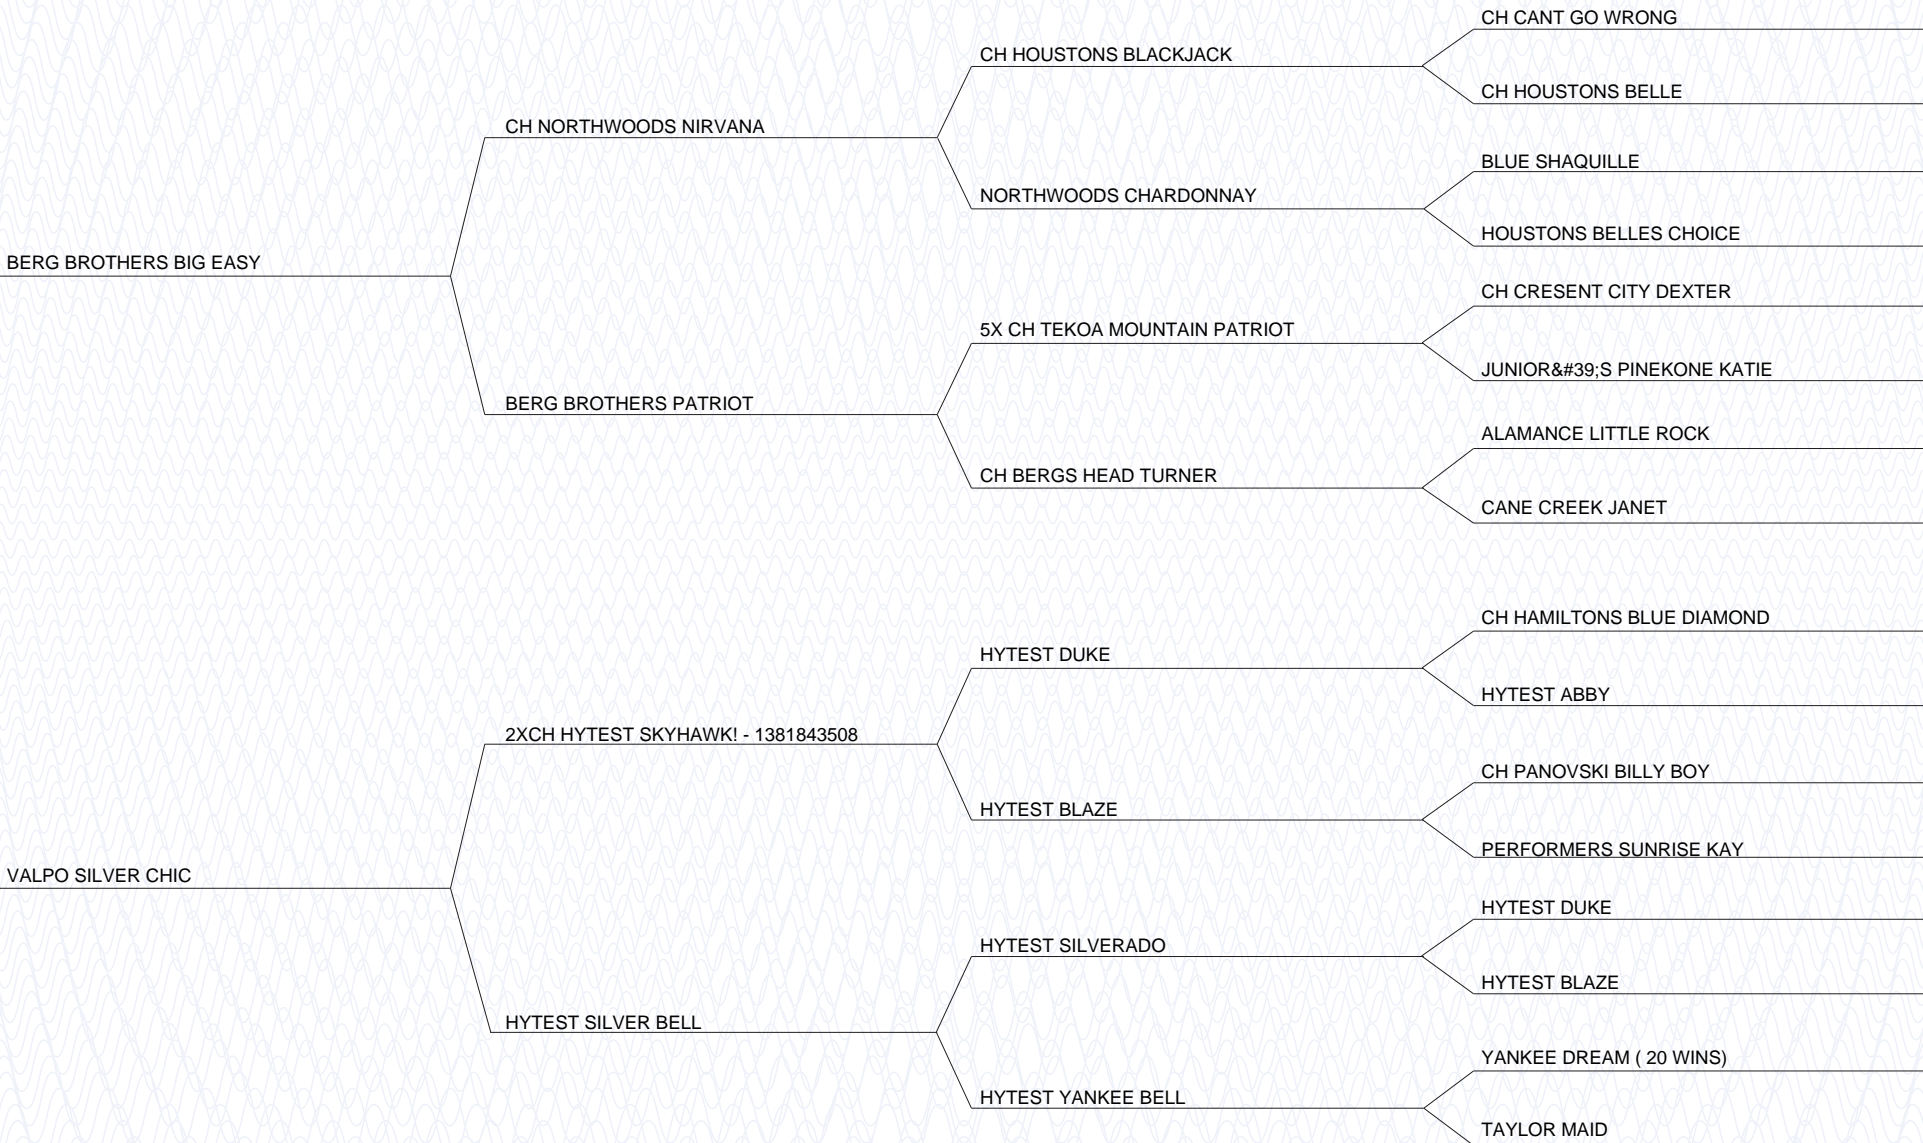 CH CANT GO WRONG
CH HOUSTONS BLACKJACK
CH HOUSTONS BELLE
CH NORTHWOODS NIRVANA
BLUE SHAQUILLE
NORTHWOODS CHARDONNAY
HOUSTONS BELLES CHOICE
BERG BROTHERS BIG EASY
CH CRESENT CITY DEXTER
5X CH TEKOA MOUNTAIN PATRIOT
JUNIOR&#39;S PINEKONE KATIE
BERG BROTHERS PATRIOT
ALAMANCE LITTLE ROCK
CH BERGS HEAD TURNER
CANE CREEK JANET
CH HAMILTONS BLUE DIAMOND
HYTEST DUKE
HYTEST ABBY
2XCH HYTEST SKYHAWK! - 1381843508
CH PANOVSKI BILLY BOY
HYTEST BLAZE
PERFORMERS SUNRISE KAY
VALPO SILVER CHIC
HYTEST DUKE
HYTEST SILVERADO
HYTEST BLAZE
HYTEST SILVER BELL
YANKEE DREAM ( 20 WINS)
HYTEST YANKEE BELL
TAYLOR MAID